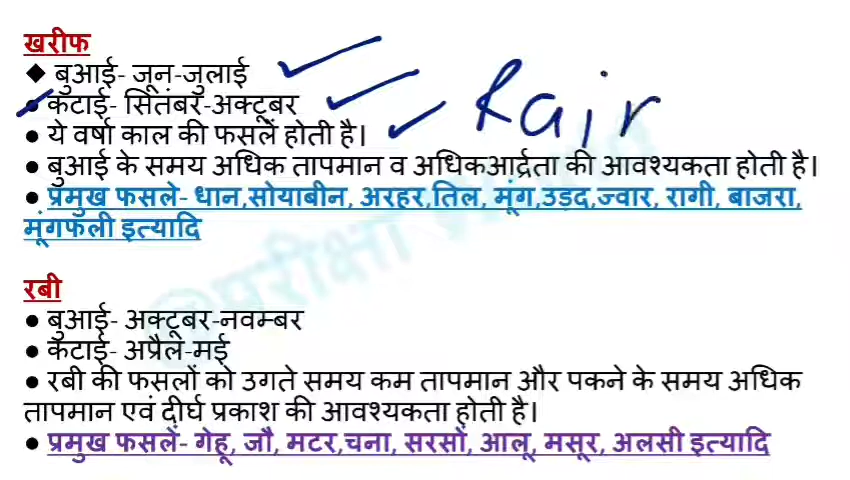 खरीफ
◆ बुआई- जून-जुलाई
● कटाई- सितंबर-अक्टूबर
● ये वर्षा काल की फसलें होती है।
● बुआई के समय अधिक तापमान व अधिकआर्द्रता की आवश्यकता होती है।
● प्रमुख फसले- धान,सोयाबीन, अरहर,तिल, मूंग,उड़द,ज्वार, रागी, बाजरा,
मूंगफली इत्यादि
रबी
● बुआई- अक्टूबर-नवम्बर
● कटाई- अप्रैल-मई
● रबी की फसलों को उगते समय कम तापमान और पकने के समय अधिक
तापमान एवं दीर्घ प्रकाश की आवश्यकता होती है।
● प्रमुख फसलें- गेहू, जौ, मटर,चना, सरसों, आलू, मसूर, अलसी इत्यादि